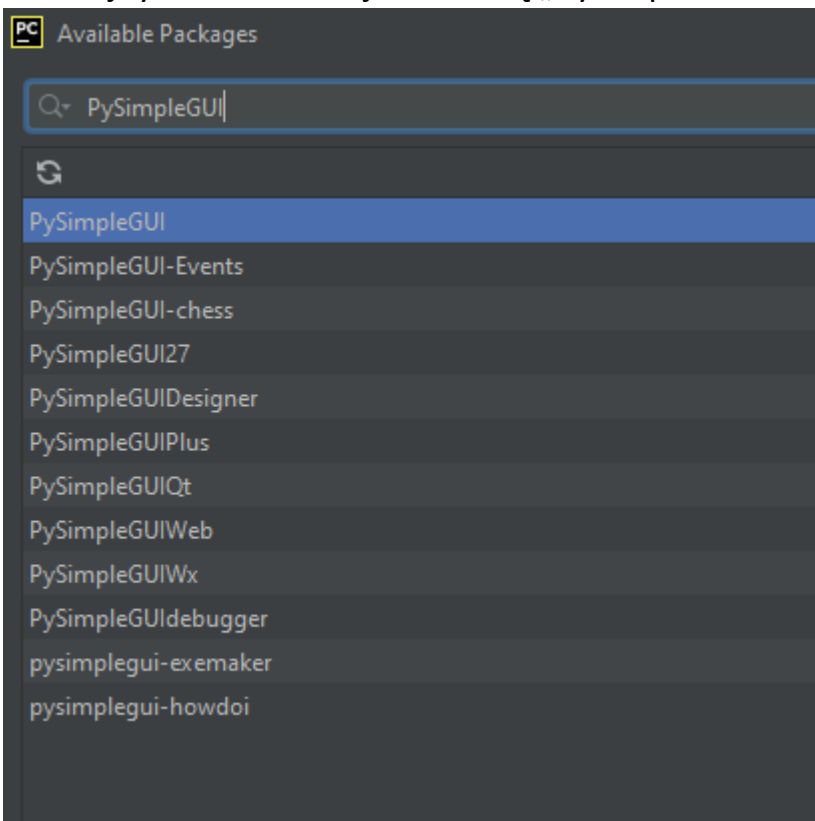 PC Available Packages
PySimpleGUI
PySimpleGUI
PySimpleGUI-Events
PySimpleGUI-chess
PySimpleGUI27
PySimpleGUIDesigner
PySimpleGUIPlus
PySimpleGUIQt
PySimpleGUIWeb
PySimpleGUIWx
PySimpleGUIdebugger
pysimplegui-exemaker
pysimplegui-howdoi